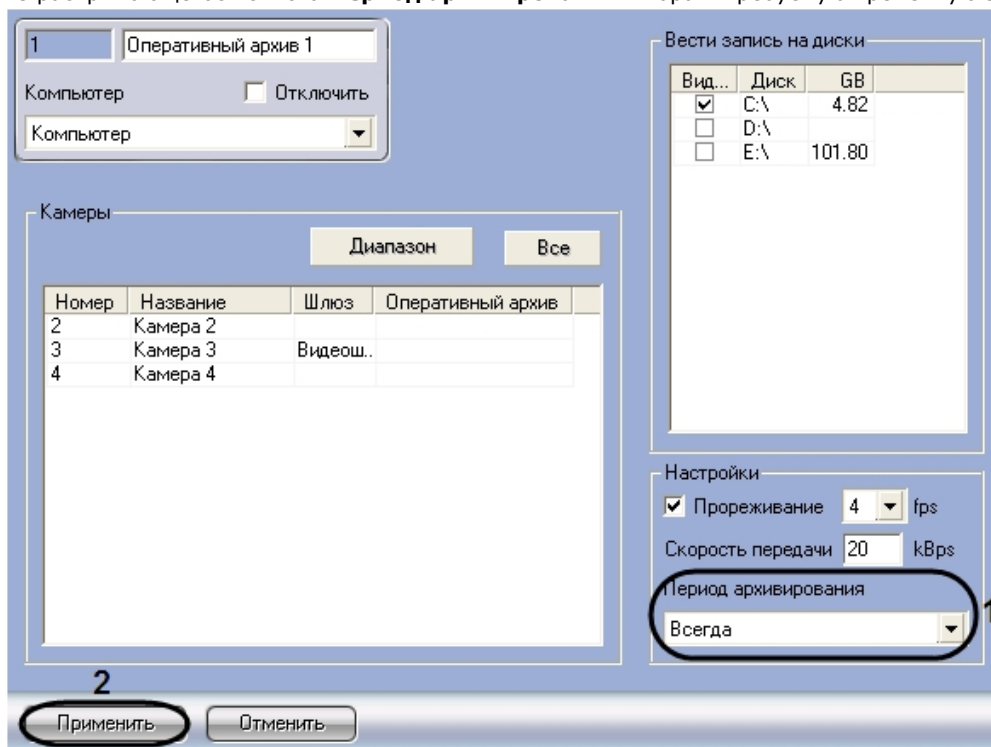 1 Оперативный архив 1
Компьютер Отключить
Компьютер
Вести запись на диски
Вид... Диск GB
C:\ 4.82
D:\
E:\ 101.80
Камеры
Диапазон Все
Номер Название Шлюз Оперативный архив
2 Камера 2
3 Камера 3 Видеош..
4 Камера 4
Настройки
Прореживание 4 fps
Скорость передачи 20 kBps
Период архивирования
Всегда
1
2
Применить Отменить